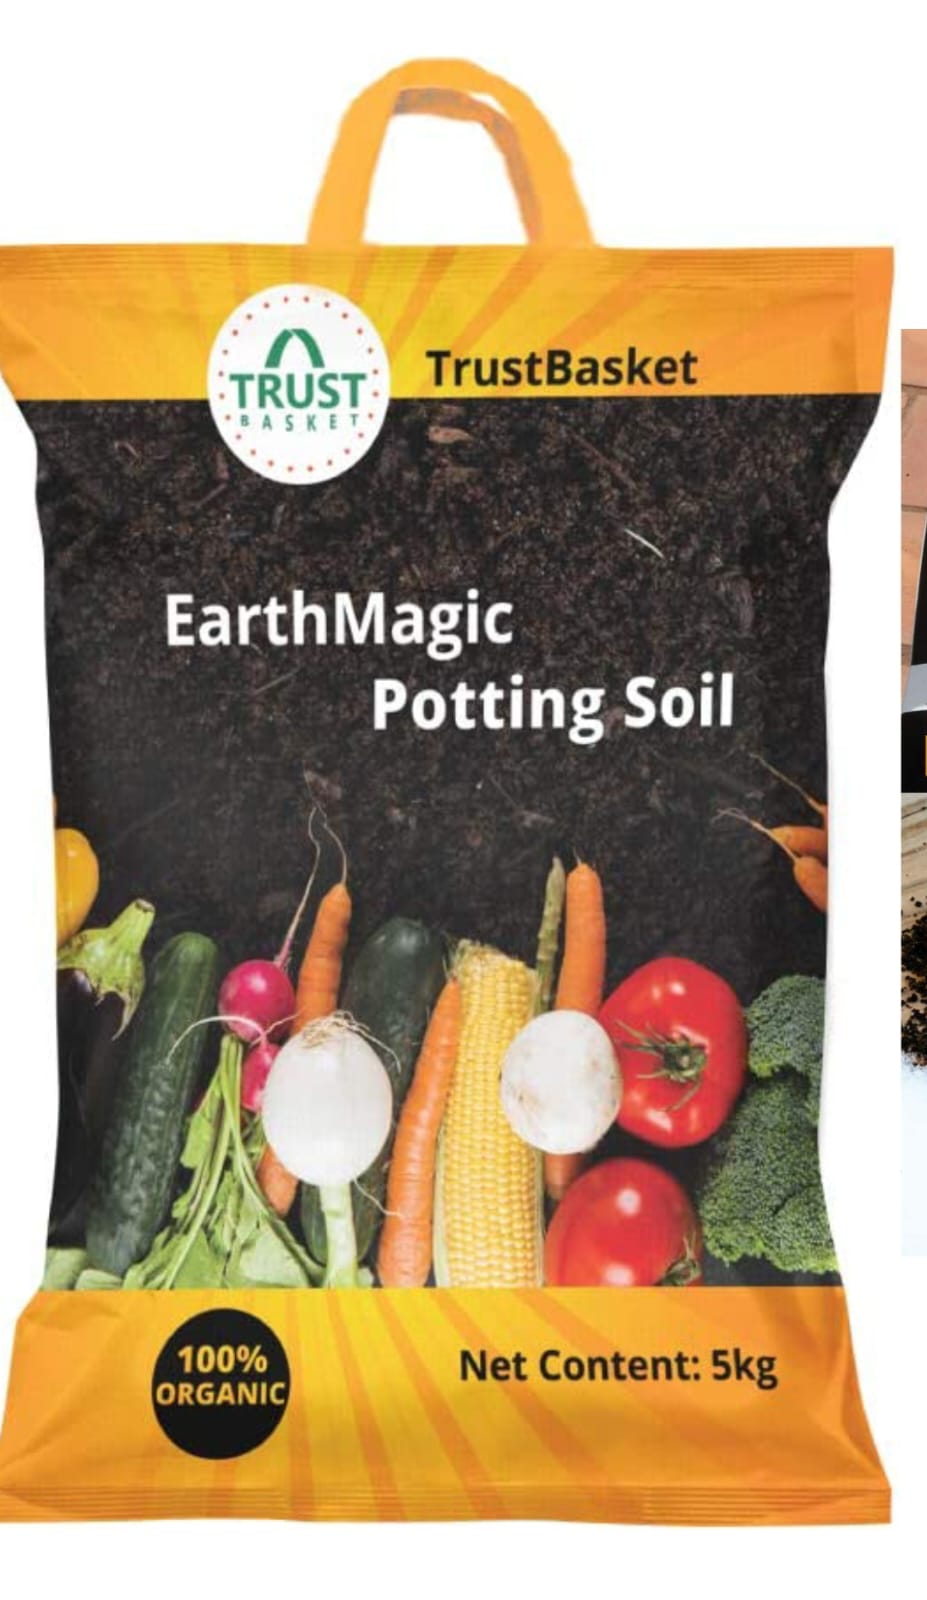 TRUST
BASKET
TrustBasket
EarthMagic
Potting Soil
100%
ORGANIC
Net Content: 5kg